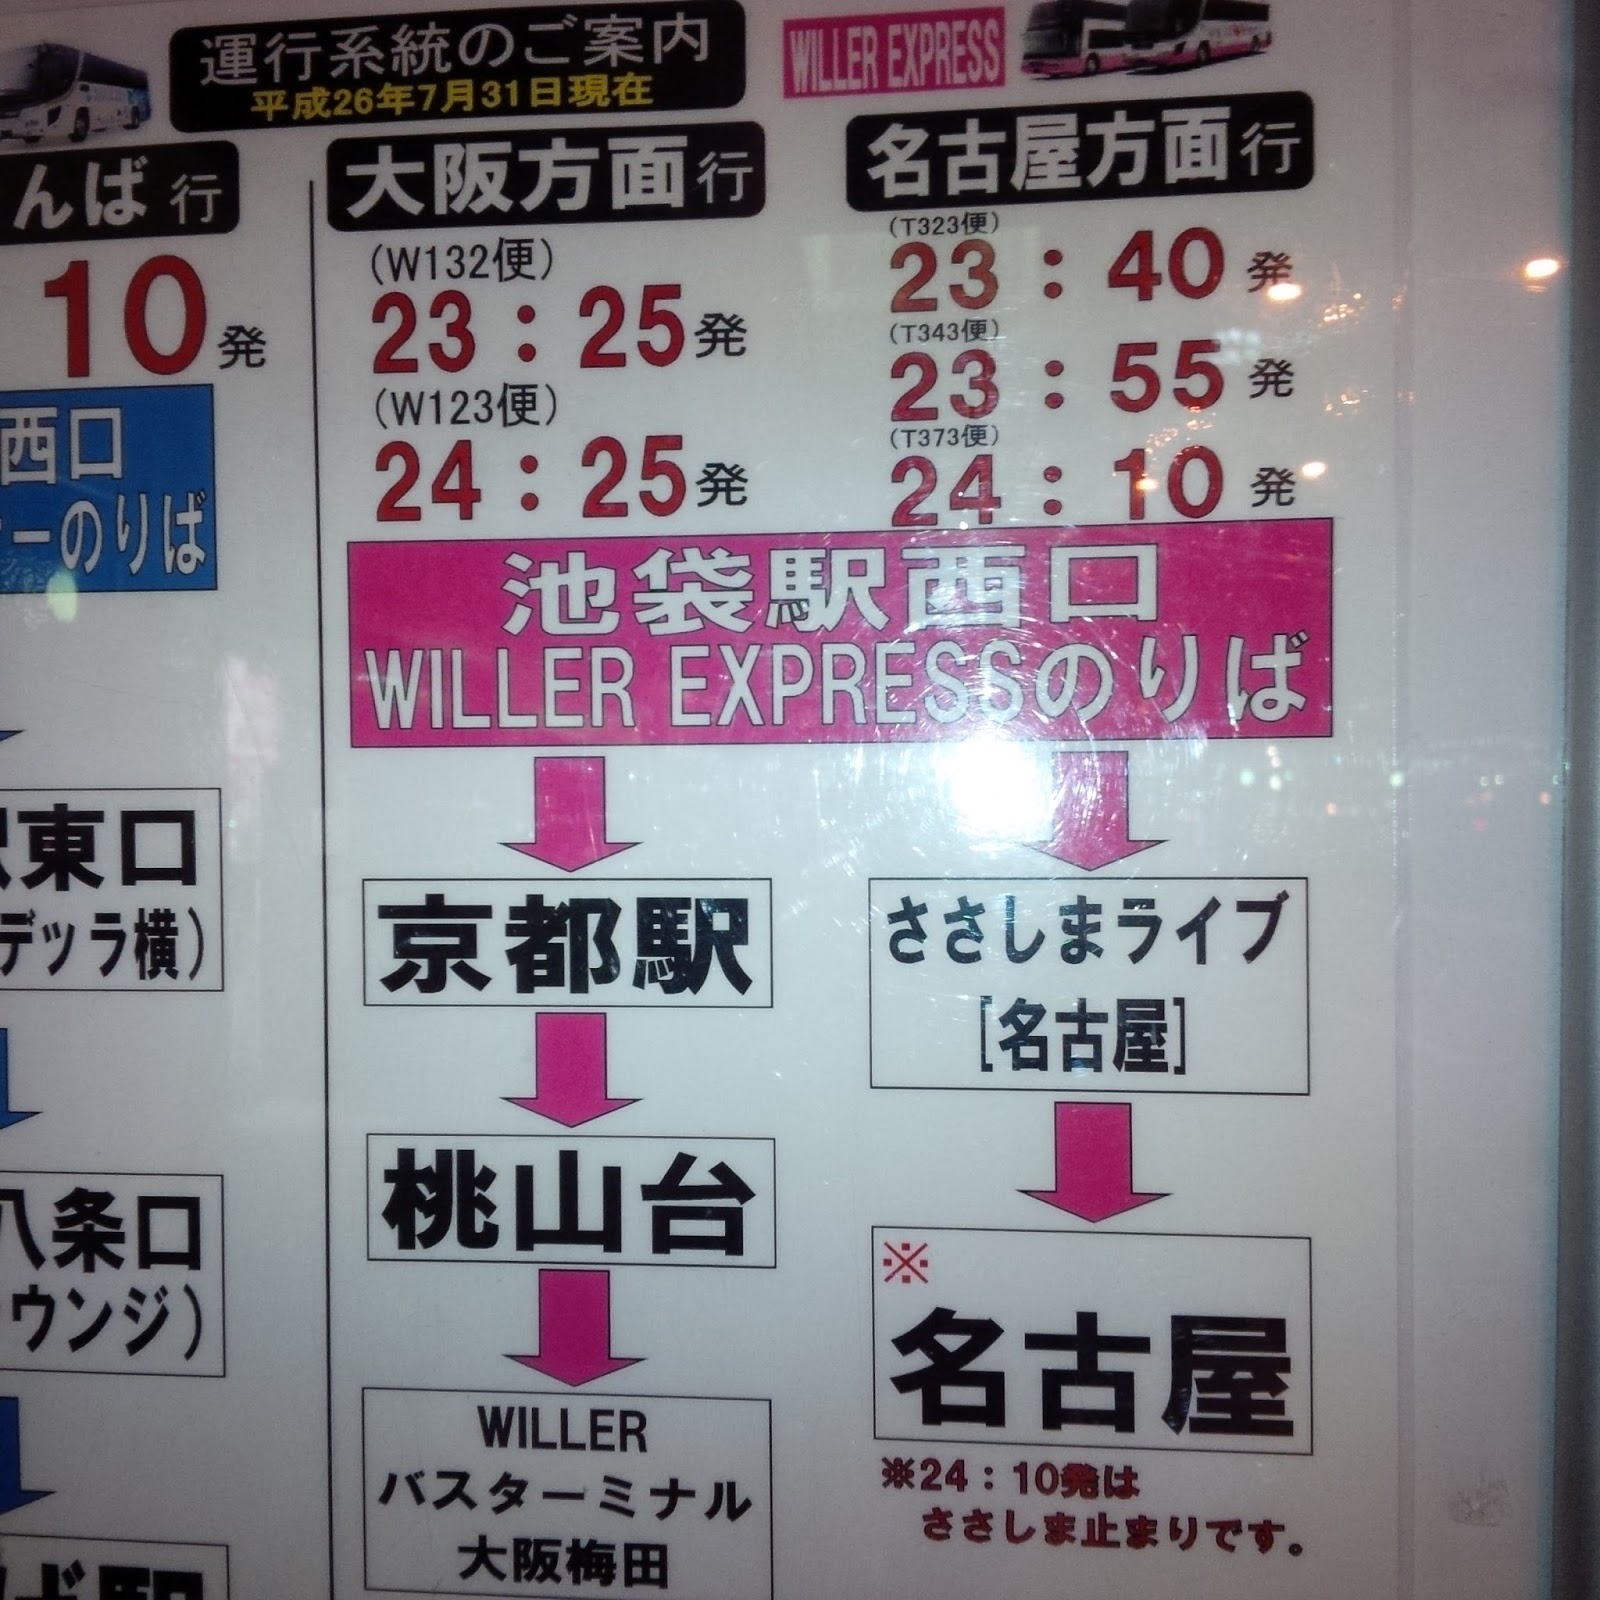 運行系統のご案内
平成26年7月31日現在
WILLER EXPRESS
んば行
10発
西口
ーのりば
東口
デッラ横）
八条口
ウンジ）
大阪方面行
（W132便）
23：25発
（W123便）
24：25発
名古屋方面行
（T323便）
23：40発
（T343便）
23：55発
（T373便）
24：10発
池袋駅西口
WILLER EXPRESSのりば
京都駅
桃山台
WILLER
バスターミナル
大阪梅田
ささしまライブ
[名古屋]
※
名古屋
※24：10発は
ささしま止まりです。